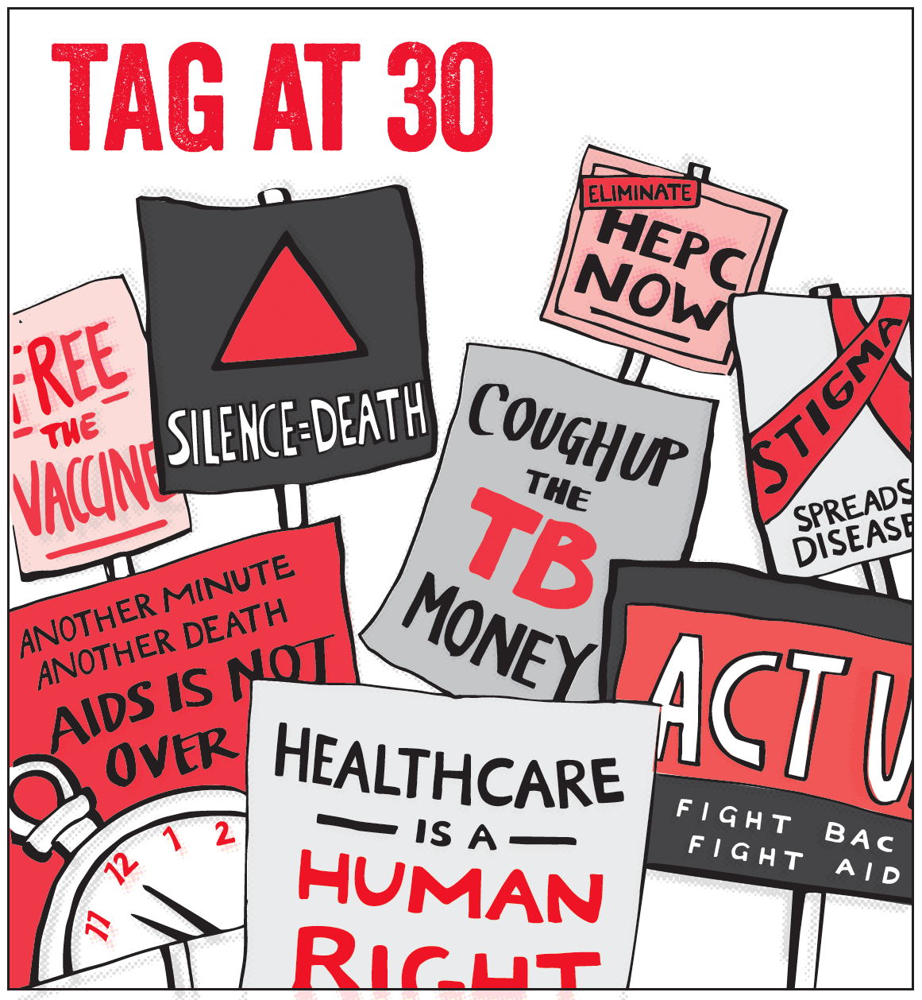 TAG AT 30
ELIMINATE
HEPC
NOW
FREE
THE
VACCINE
SILENCE=DEATH
STIGMA
SPREADS
DISEASE
COUGH UP
THE
TB
MONEY
ANOTHER MINUTE
ANOTHER DEATH
AIDS IS NOT
OVER
11 12 1 2
ACT U
FIGHT BAC
FIGHT AID
HEALTHCARE
IS A
HUMAN
RIGHT